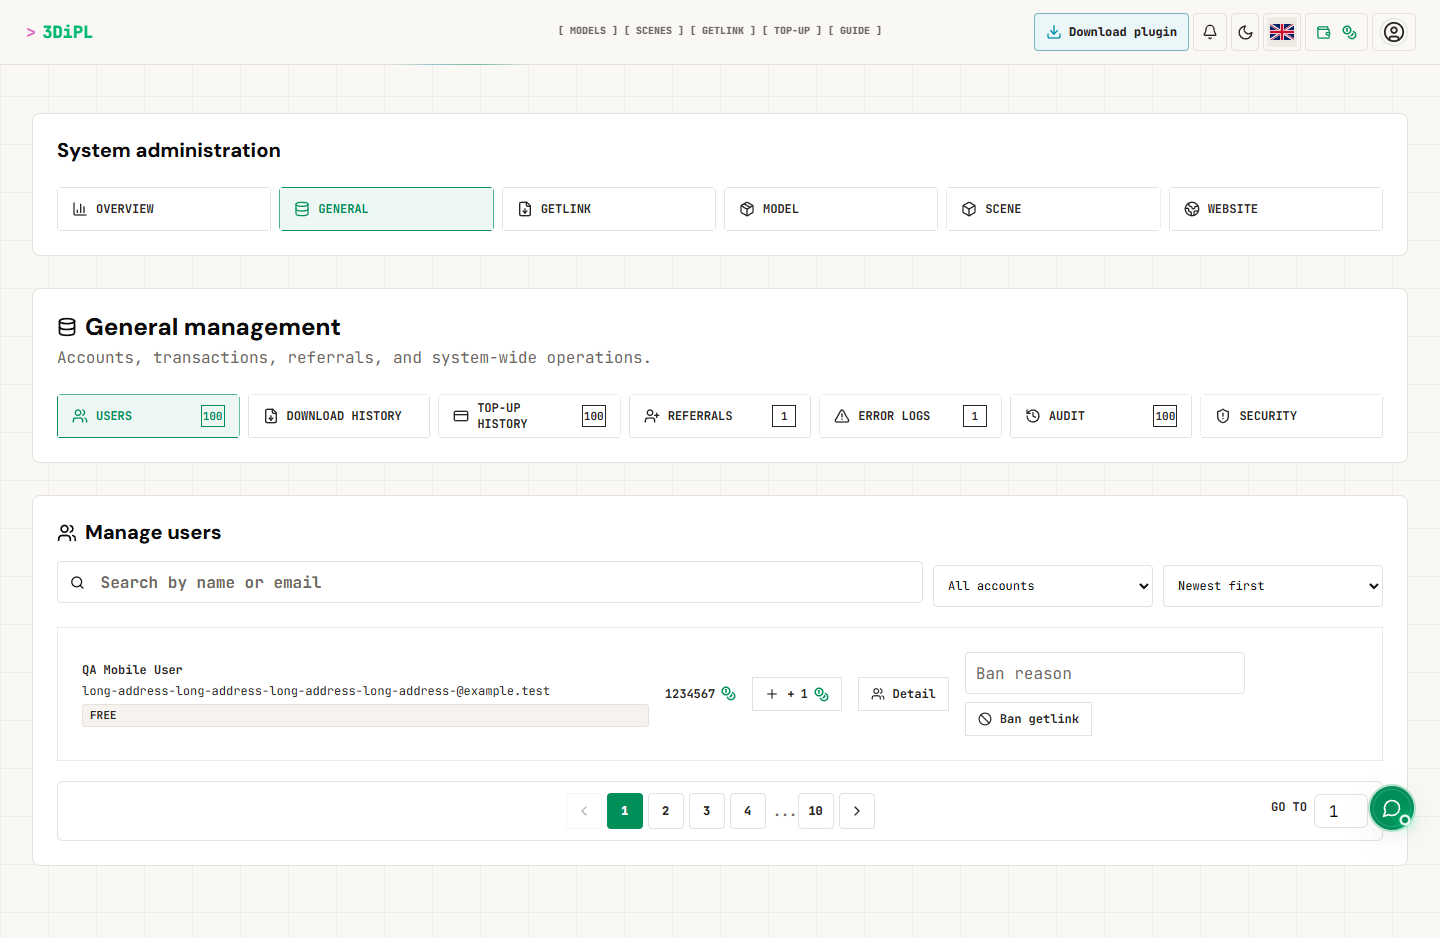 > 3DiPL
[ MODELS ] [ SCENES ] [ GETLINK ] [ TOP-UP ] [ GUIDE ]
Download plugin
System administration
OVERVIEW
GENERAL
GETLINK
MODEL
SCENE
WEBSITE
General management
Accounts, transactions, referrals, and system-wide operations.
USERS 100
DOWNLOAD HISTORY
TOP-UP
HISTORY 100
REFERRALS 1
ERROR LOGS 1
AUDIT 100
SECURITY
Manage users
Search by name or email
All accounts
Newest first
QA Mobile User
long-address-long-address-long-address-long-address-@example.test
FREE
1234567
+ 1
Detail
Ban reason
Ban getlink
1 2 3 4 ... 10
GO TO 1